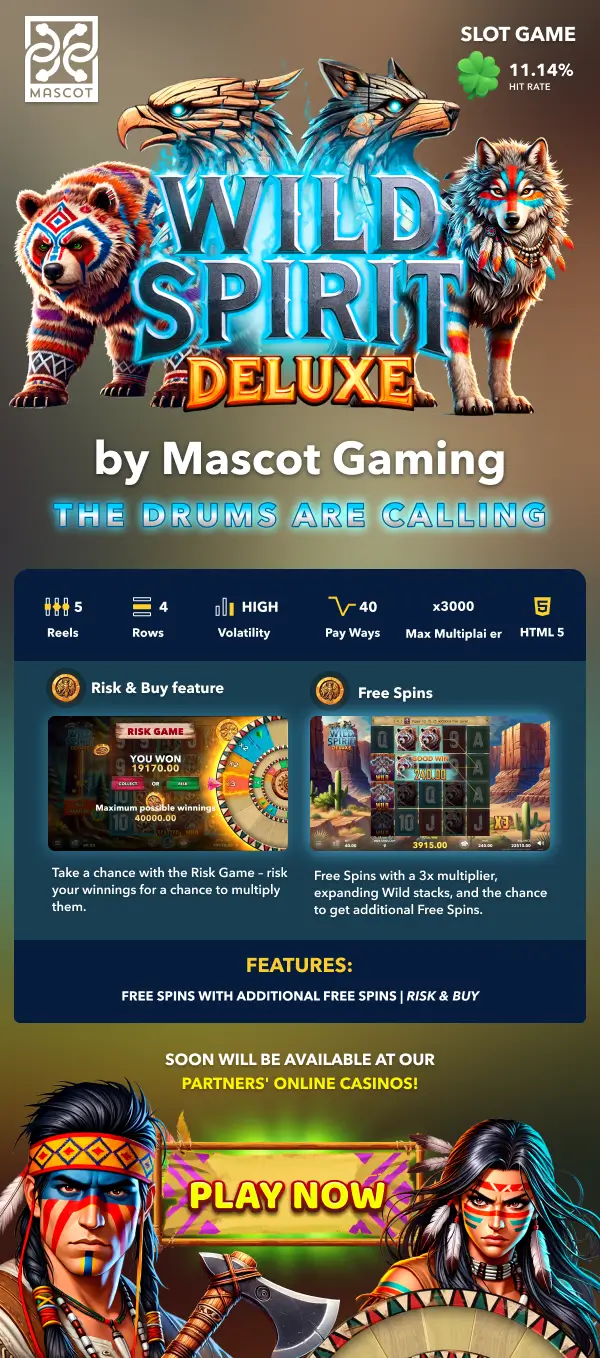 MASCOT
SLOT GAME
11.14%
HIT RATE
WILD
SPIRIT
DELUXE
by Mascot Gaming
THE DRUMS ARE CALLING
5
Reels
4
Rows
HIGH
Volatility
40
Pay Ways
x3000
Max Multiplai er
HTML 5
Risk & Buy feature
RISK GAME
YOU WON
19170.00
COLLECT OR RISK
Maximum possible winnings
40000.00
Take a chance with the Risk Game – risk
your winnings for a chance to multiply
them.
Free Spins
WILD
SPIRIT
DELUXE
GOOD WIN
X3
3915.00
Free Spins with a 3x multiplier,
expanding Wild stacks, and the chance
to get additional Free Spins.
FEATURES:
FREE SPINS WITH ADDITIONAL FREE SPINS | RISK & BUY
SOON WILL BE AVAILABLE AT OUR
PARTNERS' ONLINE CASINOS!
PLAY NOW